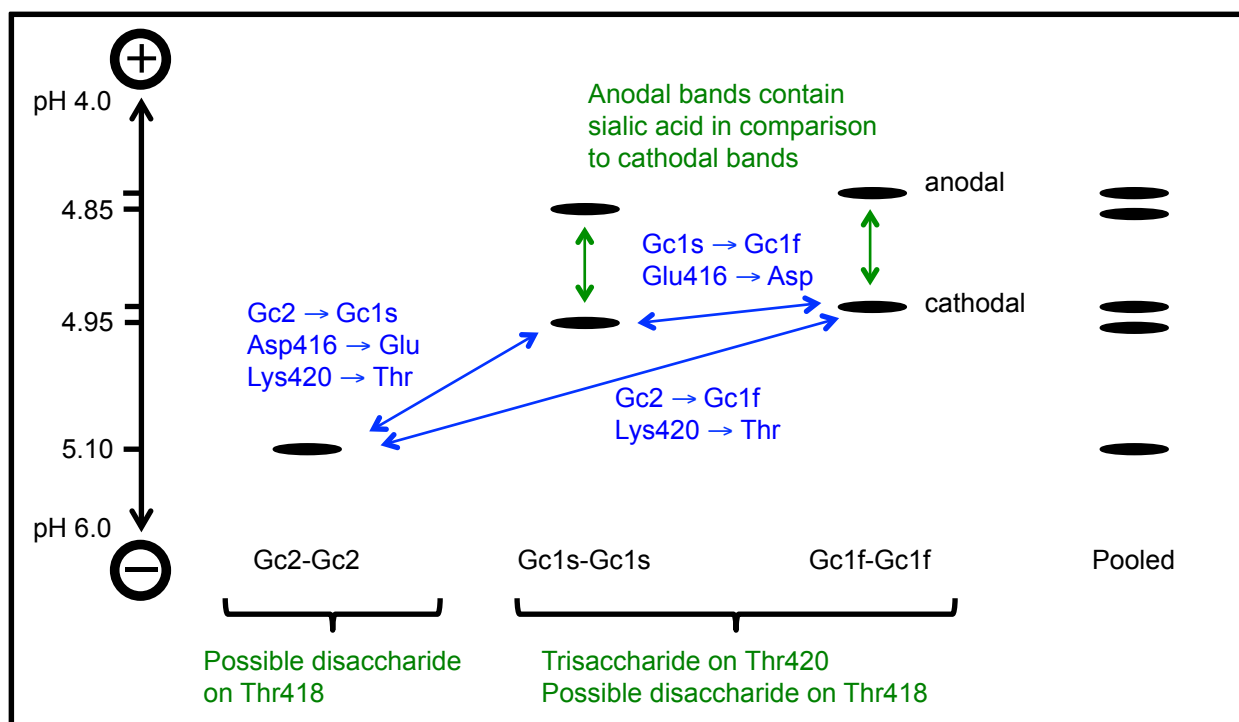 +
pH 4.0
Anodal bands contain
sialic acid in comparison
to cathodal bands
anodal
4.85
Gc1s → Gc1f
Glu416 → Asp
cathodal
4.95
Gc2 → Gc1s
Asp416 → Glu
Lys420 → Thr
Gc2 → Gc1f
Lys420 → Thr
5.10
pH 6.0
−
Gc2-Gc2
Gc1s-Gc1s
Gc1f-Gc1f
Pooled
Possible disaccharide
on Thr418
Trisaccharide on Thr420
Possible disaccharide on Thr418